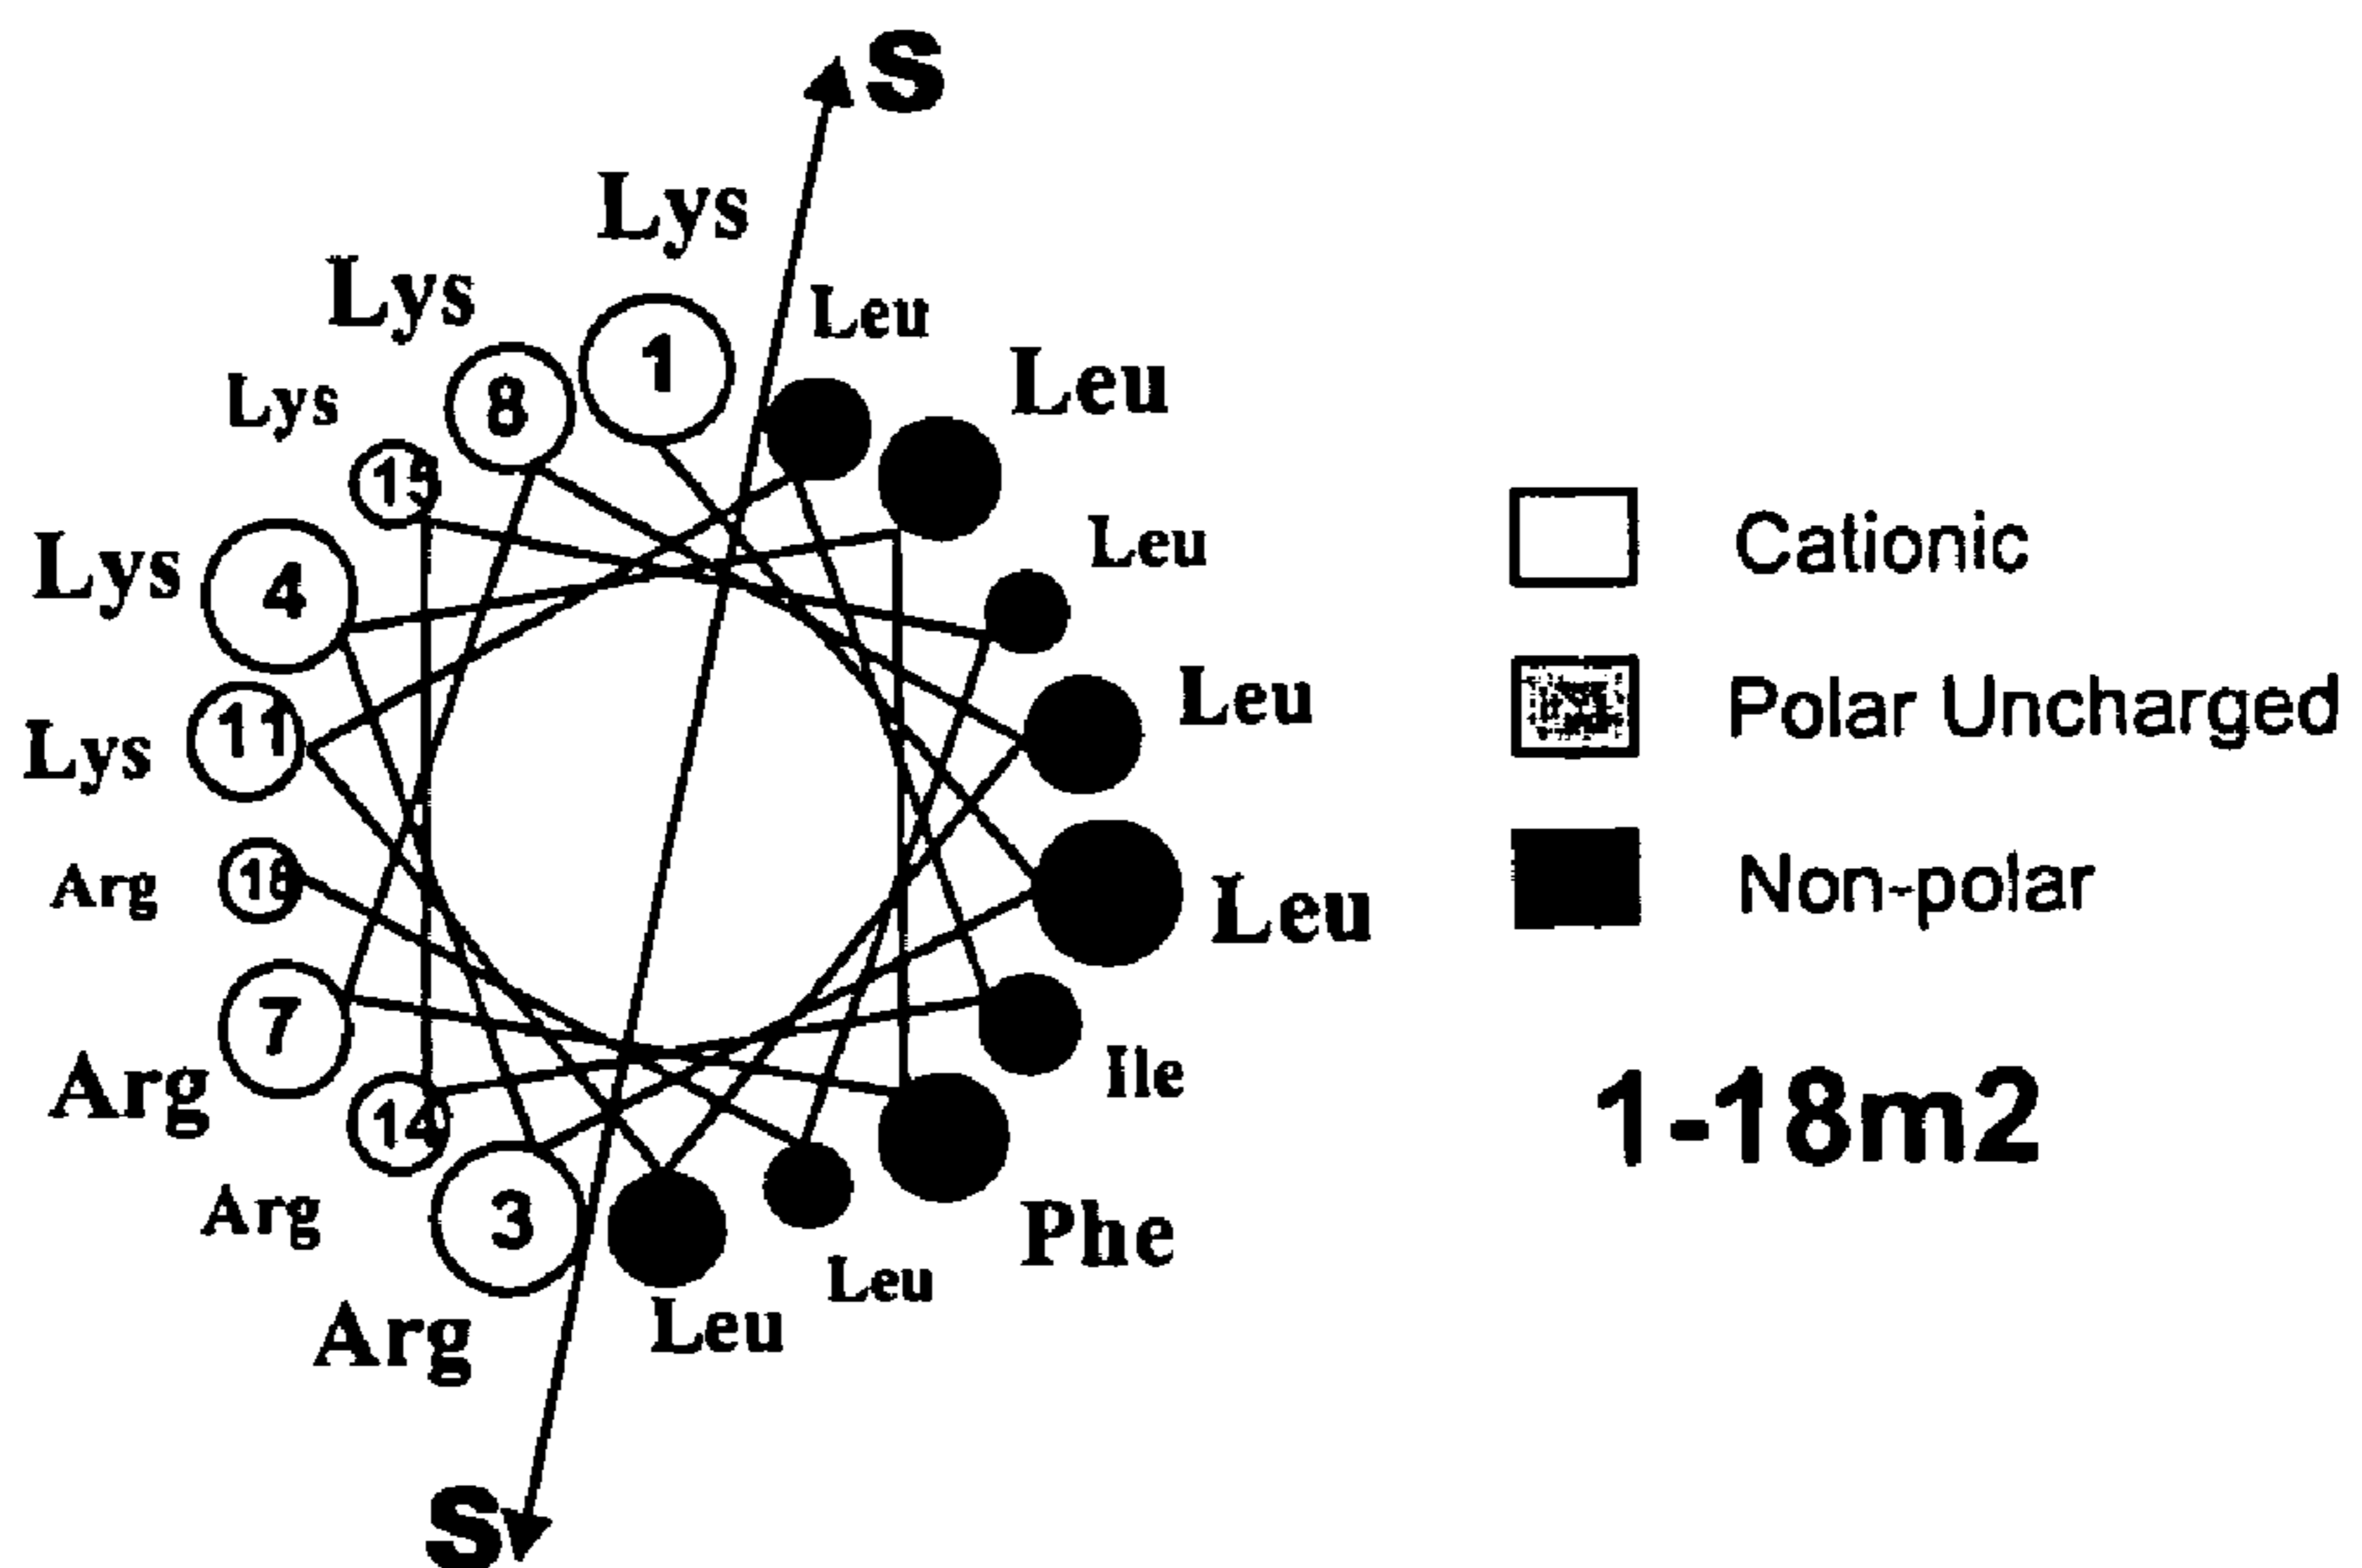 S
Lys
Leu
Lys
1
Leu
Lys
8
15
Leu
Cationic
Lys
4
Leu
Polar Uncharged
Lys
11
Leu
Non-polar
Arg
18
7
Ile
Arg
14
1-18m2
Arg
3
Phe
Leu
Arg
Leu
S